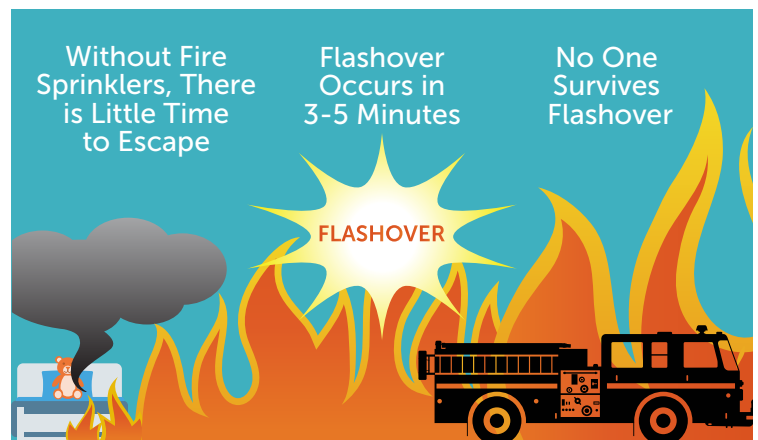 Without Fire
Sprinklers, There
is Little Time
to Escape
Flashover
Occurs in
3-5 Minutes
No One
Survives
Flashover
FLASHOVER